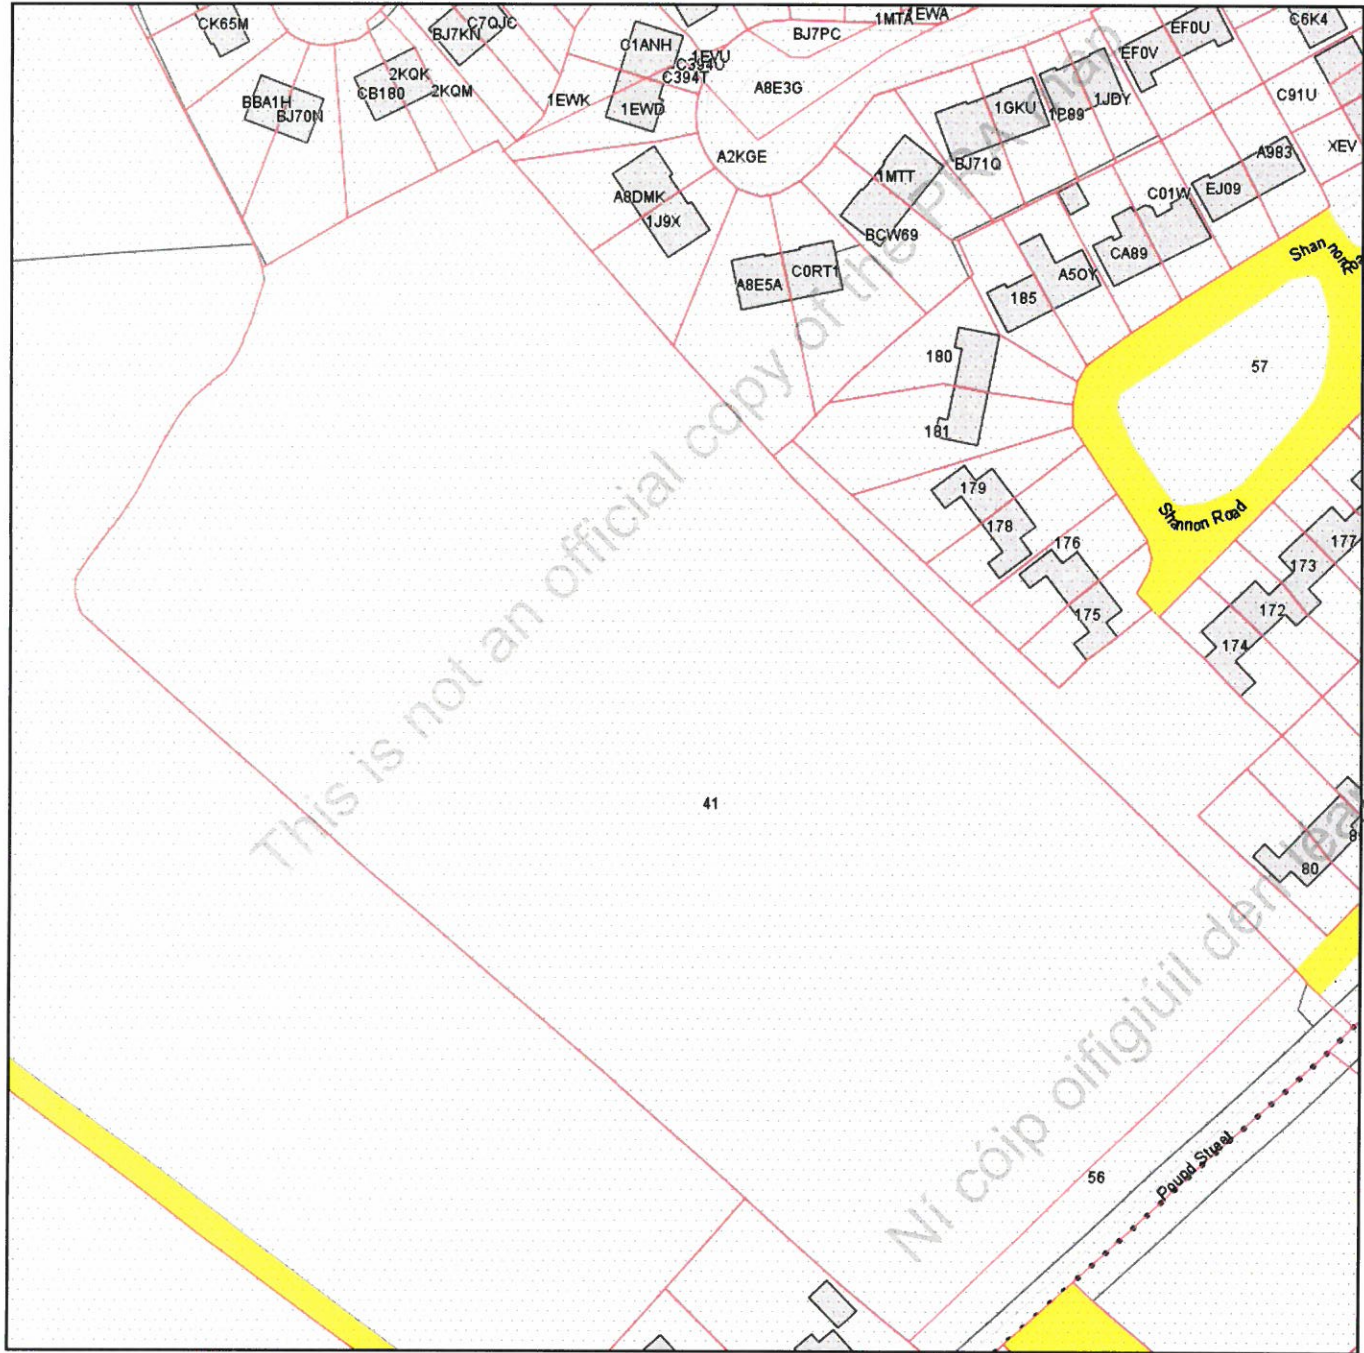 CK65M
BJ7KN
C7QJC
C1ANH
1EVU
C394U
C394T
BJ7PC
1MTA
1EWA
EF0V
EF0U
C6K4
2KQK
CB180
2KQM
BBA1H
BJ70N
1EWK
1EWD
A8E3G
1GKU
1P89
1JDY
C91U
A2KGE
BJ71Q
1MTT
A983
XEV
A8DMK
1J9X
C01W
EJ09
BCW69
CA89
A5OY
A8E5A
C0RT1
185
Shannon Roa
180
57
181
179
178
176
Shannon Road
177
173
175
172
174
41
80
8
56
Pound Street
This is not an official copy of the PRA map
Ní cóip oifigiúil den léar